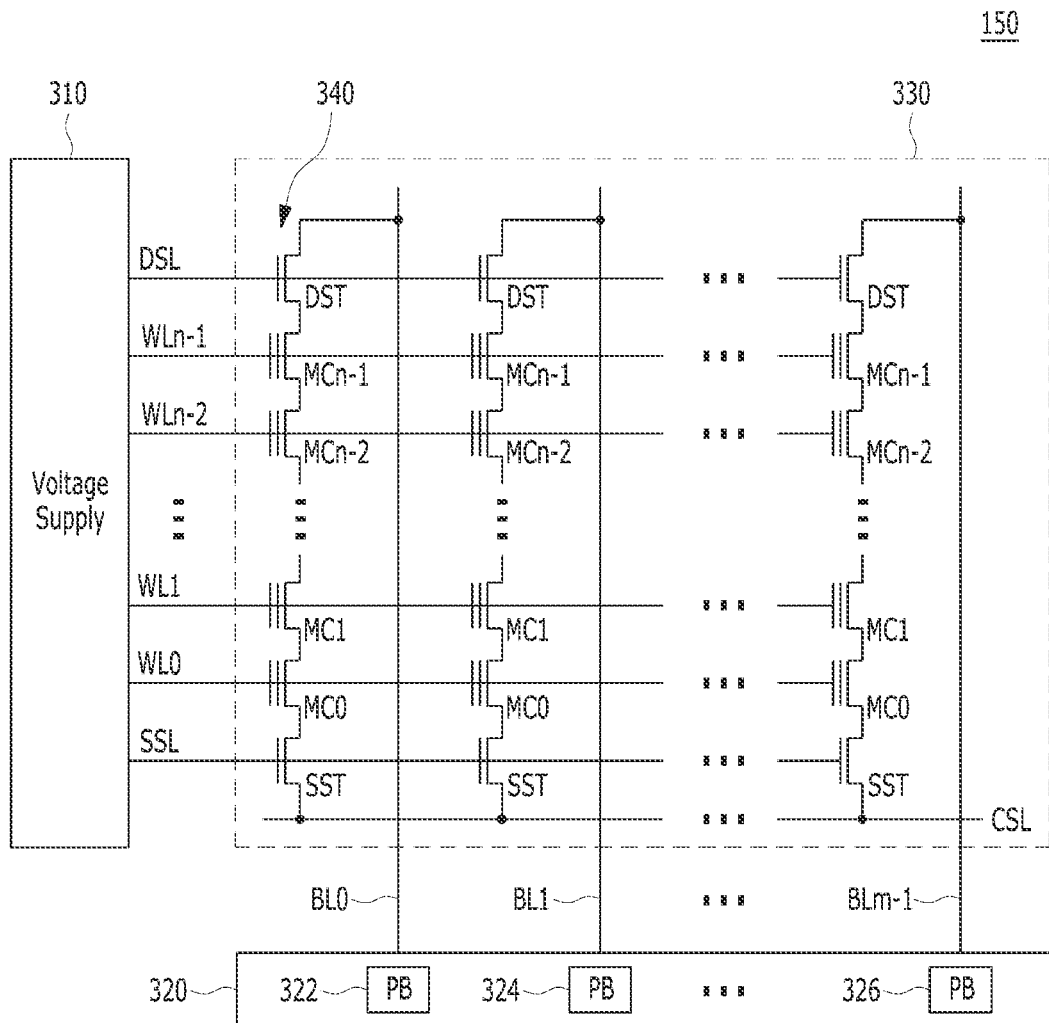 150
310
340
330
DSL
DST
DST
DST
WLn-1
MCn-1
MCn-1
MCn-1
WLn-2
MCn-2
MCn-2
MCn-2
Voltage
Supply
WL1
MC1
MC1
MC1
WL0
MC0
MC0
MC0
SSL
SST
SST
SST
CSL
BL0
BL1
BLm-1
320
322
PB
324
PB
326
PB